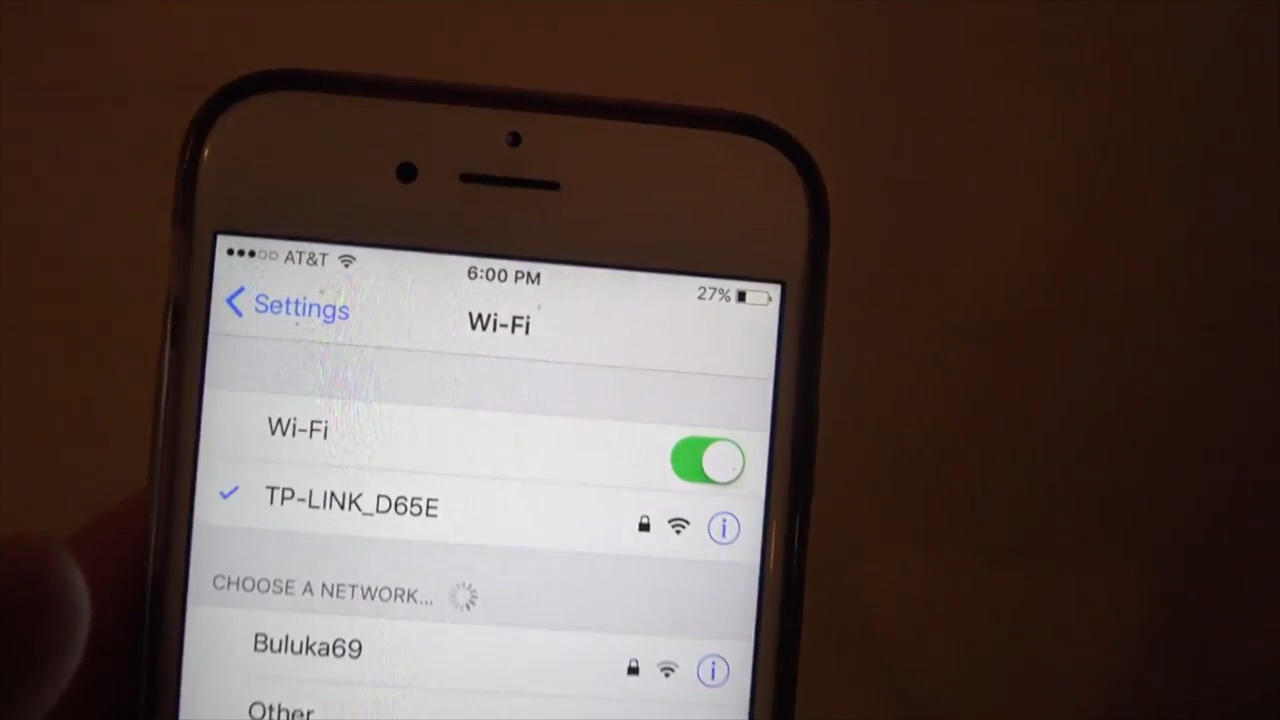 AT&T 6:00 PM 27%
Settings Wi-Fi
Wi-Fi
TP-LINK_D65E
CHOOSE A NETWORK...
Buluka69
Other